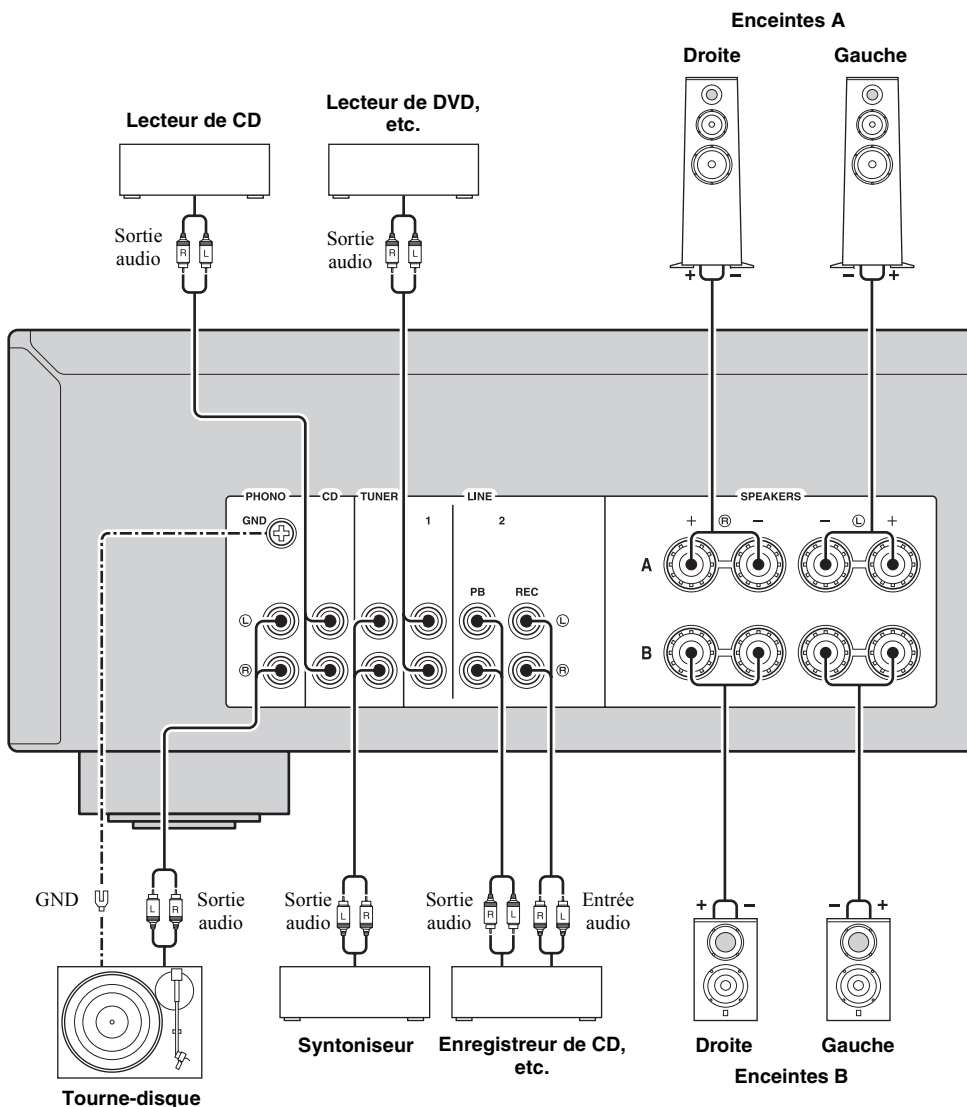 Enceintes A
Droite Gauche
Lecteur de CD
Lecteur de DVD,
etc.
Sortie
audio
R L
Sortie
audio
R L
+ − − +
PHONO CD TUNER LINE SPEAKERS
GND
1 2
+ R − − L +
A
PB REC
L L
B
R R
GND
L R
Sortie
audio
Sortie
audio
L R
Sortie
audio
R L
R L
Entrée
audio
+ − − +
Tourne-disque
Syntoniseur
Enregistreur de CD,
etc.
Droite Gauche
Enceintes B